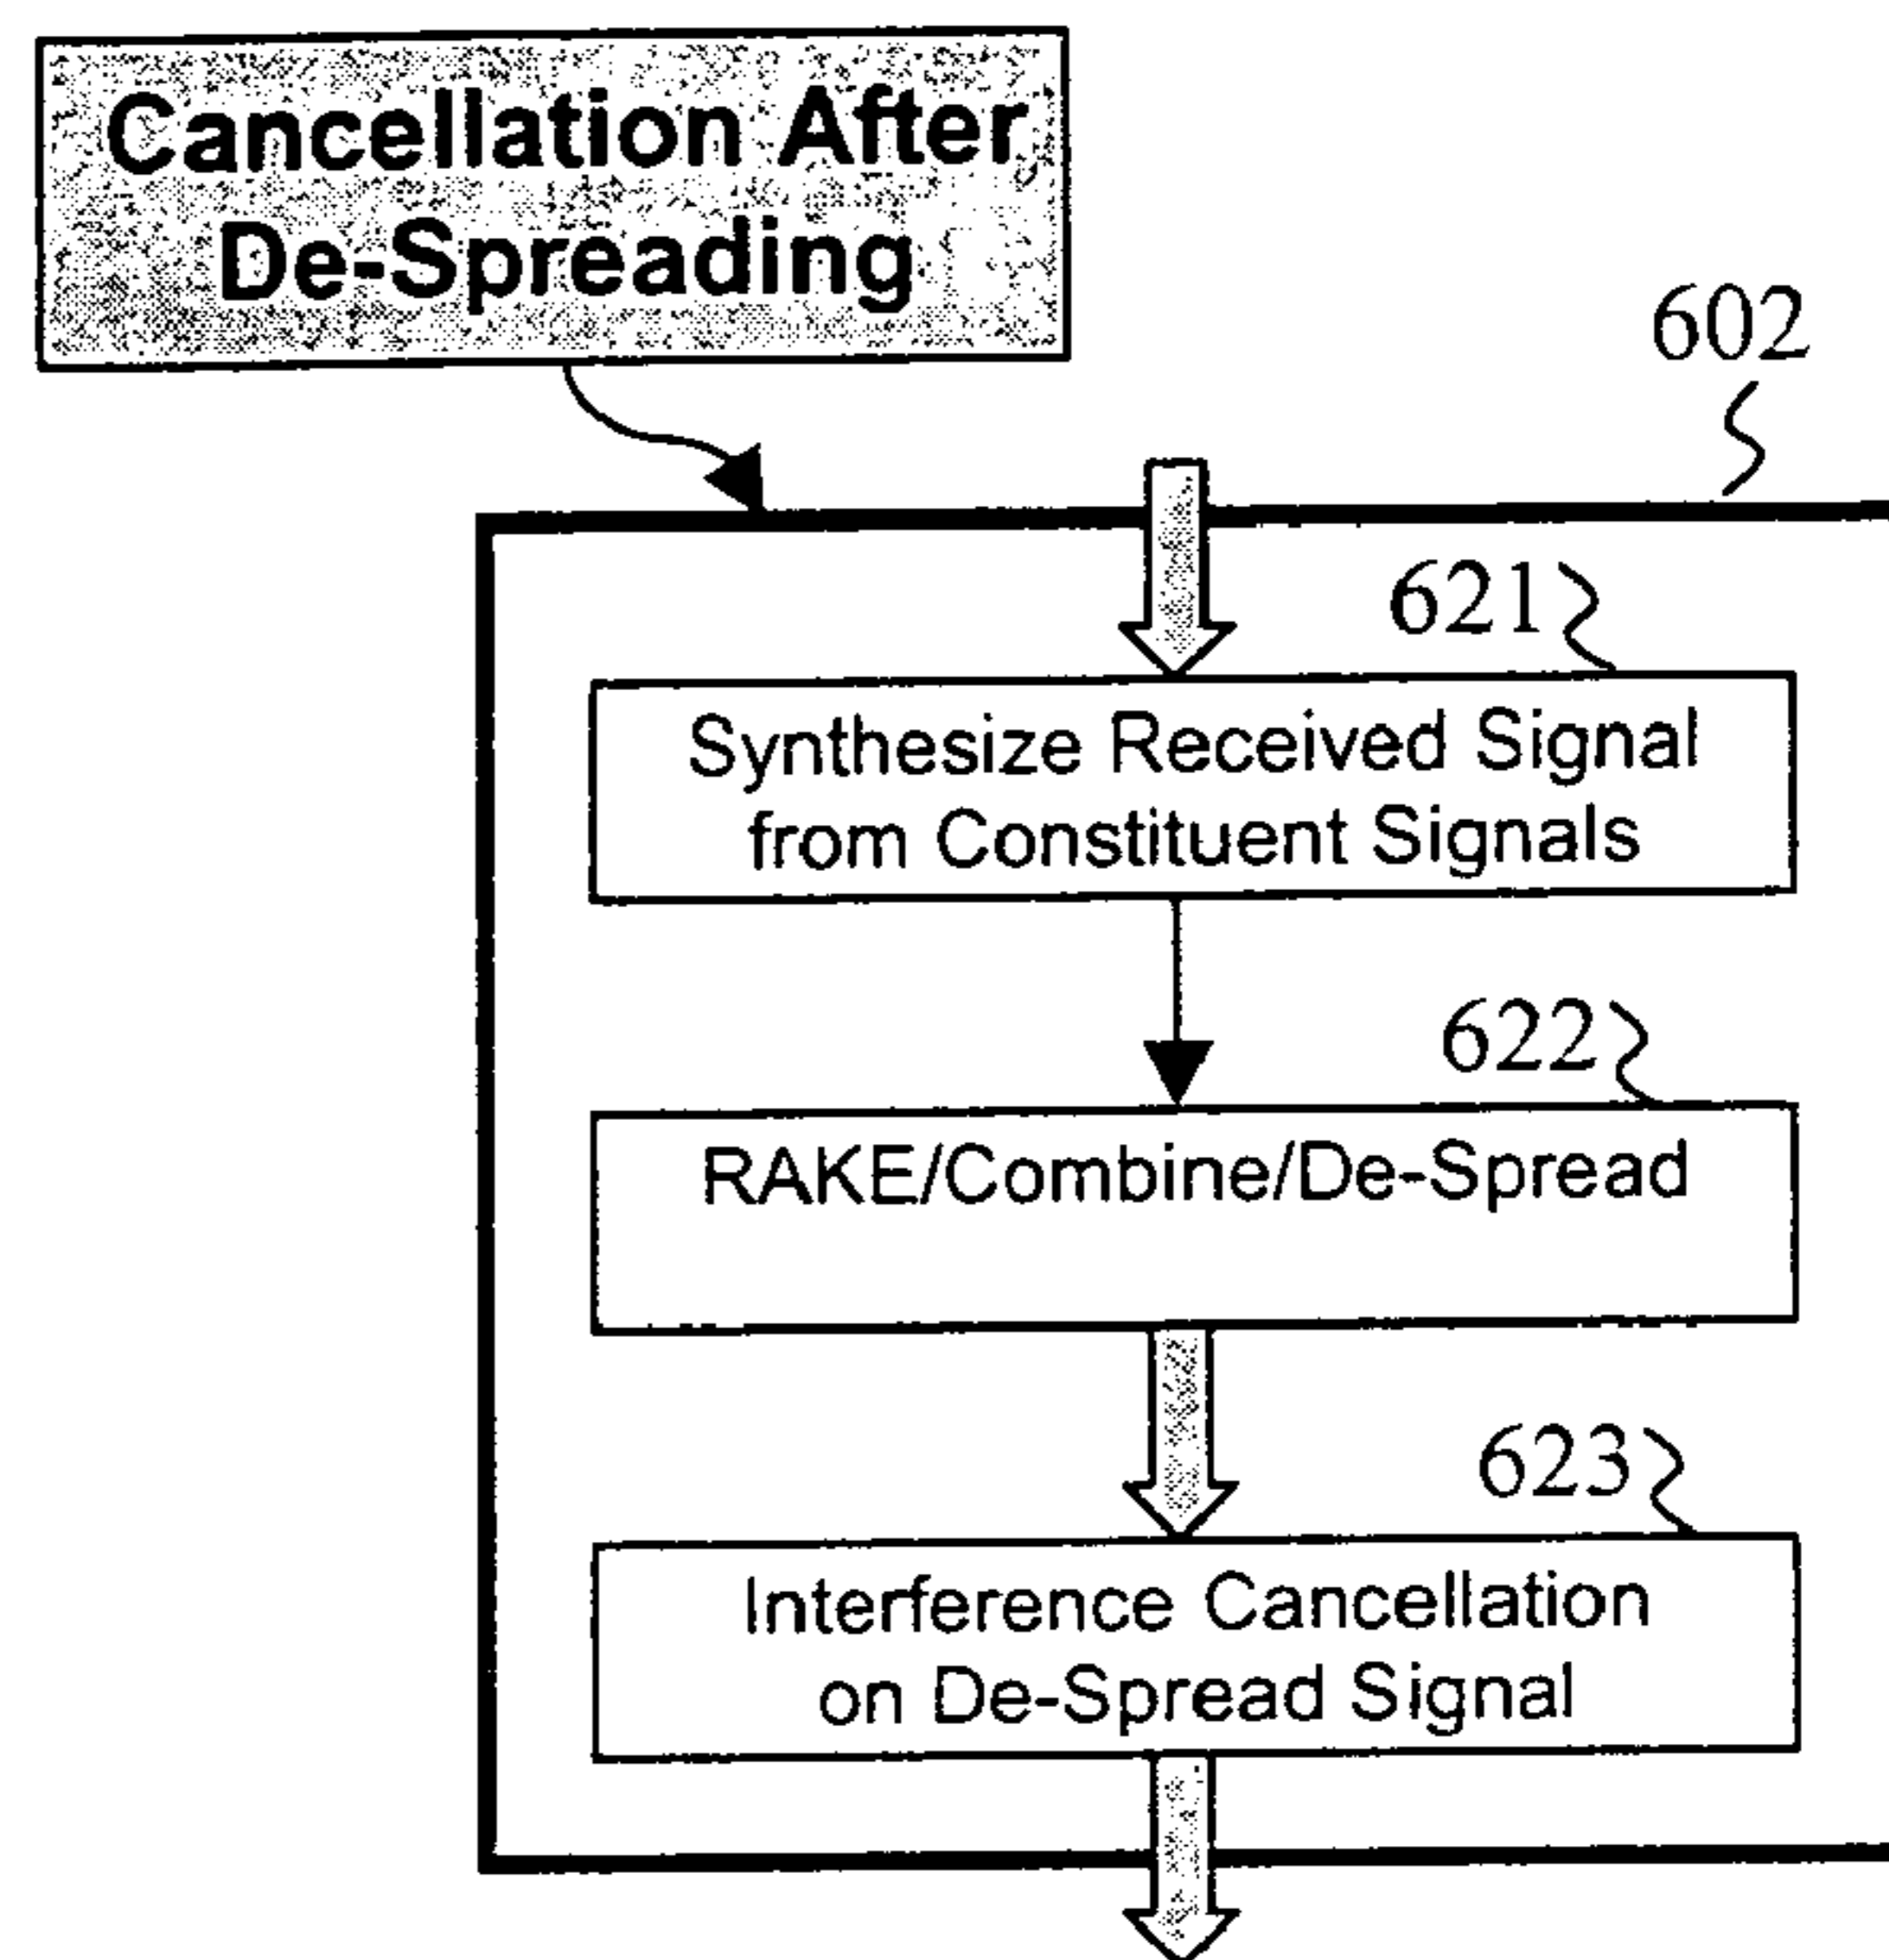 Cancellation After
De-Spreading
602
621
Synthesize Received Signal
from Constituent Signals
622
RAKE/Combine/De-Spread
623
Interference Cancellation
on De-Spread Signal